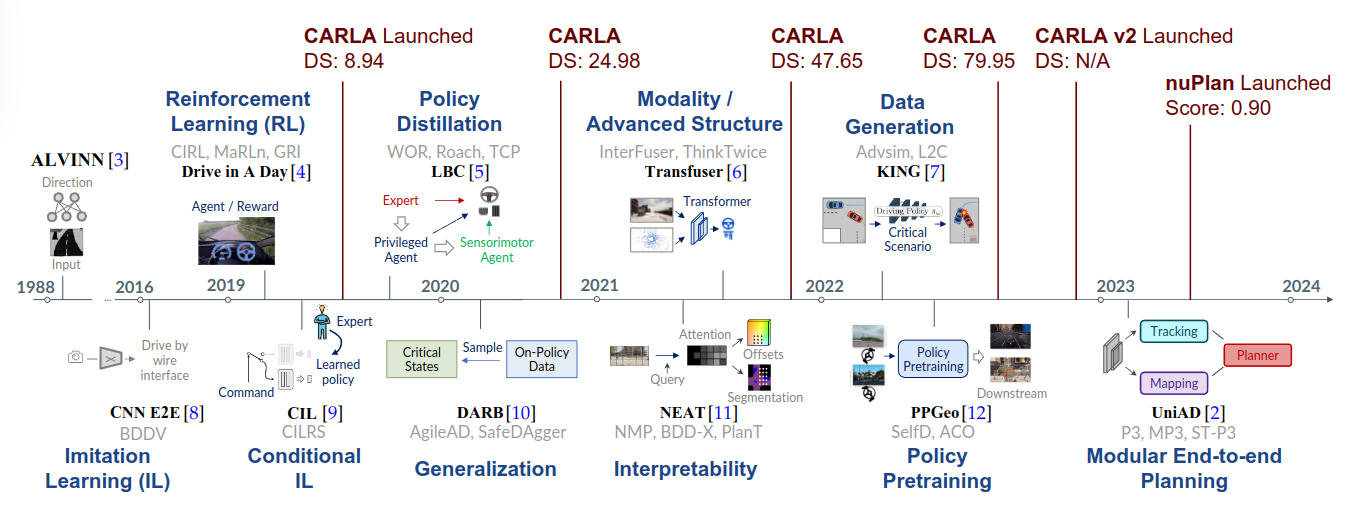 CARLA Launched
DS: 8.94
CARLA
DS: 24.98
CARLA
DS: 47.65
CARLA
DS: 79.95
CARLA v2 Launched
DS: N/A
nuPlan Launched
Score: 0.90
ALVINN [3]
Direction
Input
Reinforcement
Learning (RL)
CIRL, MaRLn, GRI
Drive in A Day [4]
Agent / Reward
Policy
Distillation
WOR, Roach, TCP
LBC [5]
Expert
Privileged
Agent
Sensorimotor
Agent
Modality /
Advanced Structure
InterFuser, ThinkTwice
Transfuser [6]
Transformer
Data
Generation
Advsim, L2C
KING [7]
Driving Policy
Critical
Scenario
1988
...
2016
2019
2020
2021
2022
2023
2024
Drive by
wire
interface
CNN E2E [8]
BDDV
Imitation
Learning (IL)
Expert
Learned
policy
Command
CIL [9]
CILRS
Conditional
IL
Critical
States
Sample
On-Policy
Data
DARB [10]
AgileAD, SafeDAgger
Generalization
Attention
Query
Offsets
Segmentation
NEAT [11]
NMP, BDD-X, PlanT
Interpretability
Policy
Pretraining
Downstream
PPGeo [12]
SelfD, ACO
Policy
Pretraining
Tracking
Mapping
Planner
UniAD [2]
P3, MP3, ST-P3
Modular End-to-end
Planning